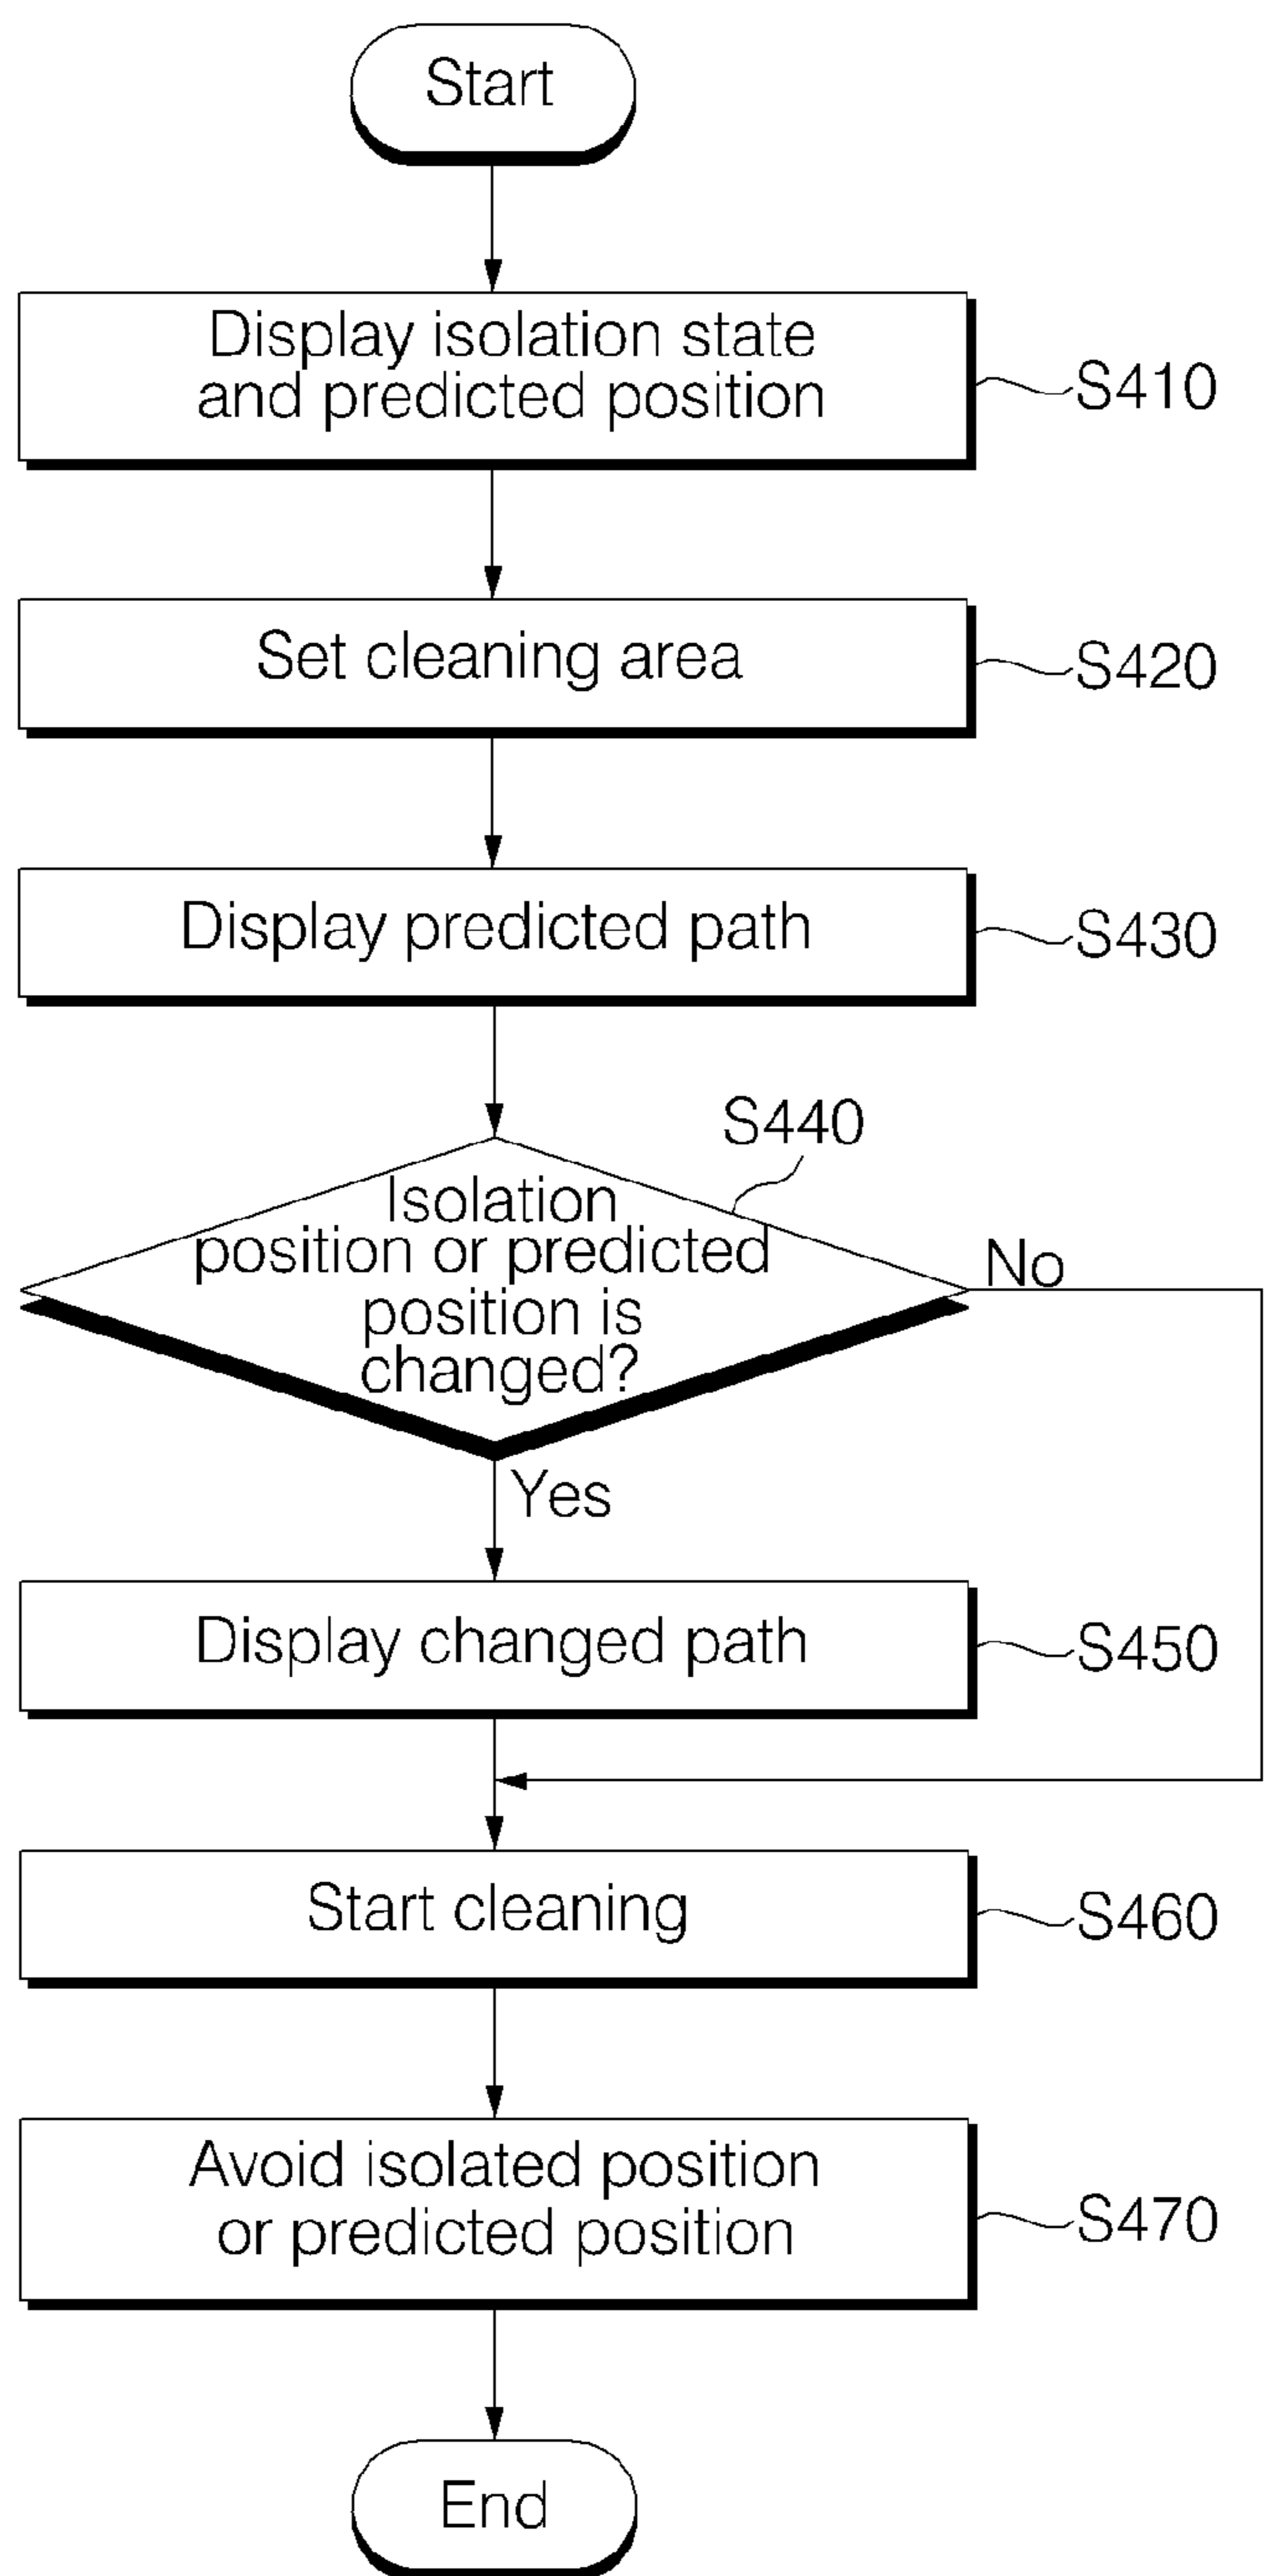 Start
Display isolation state
and predicted position
S410
Set cleaning area
S420
Display predicted path
S430
S440
Isolation
position or predicted
position is
changed?
No
Yes
Display changed path
S450
Start cleaning
S460
Avoid isolated position
or predicted position
S470
End